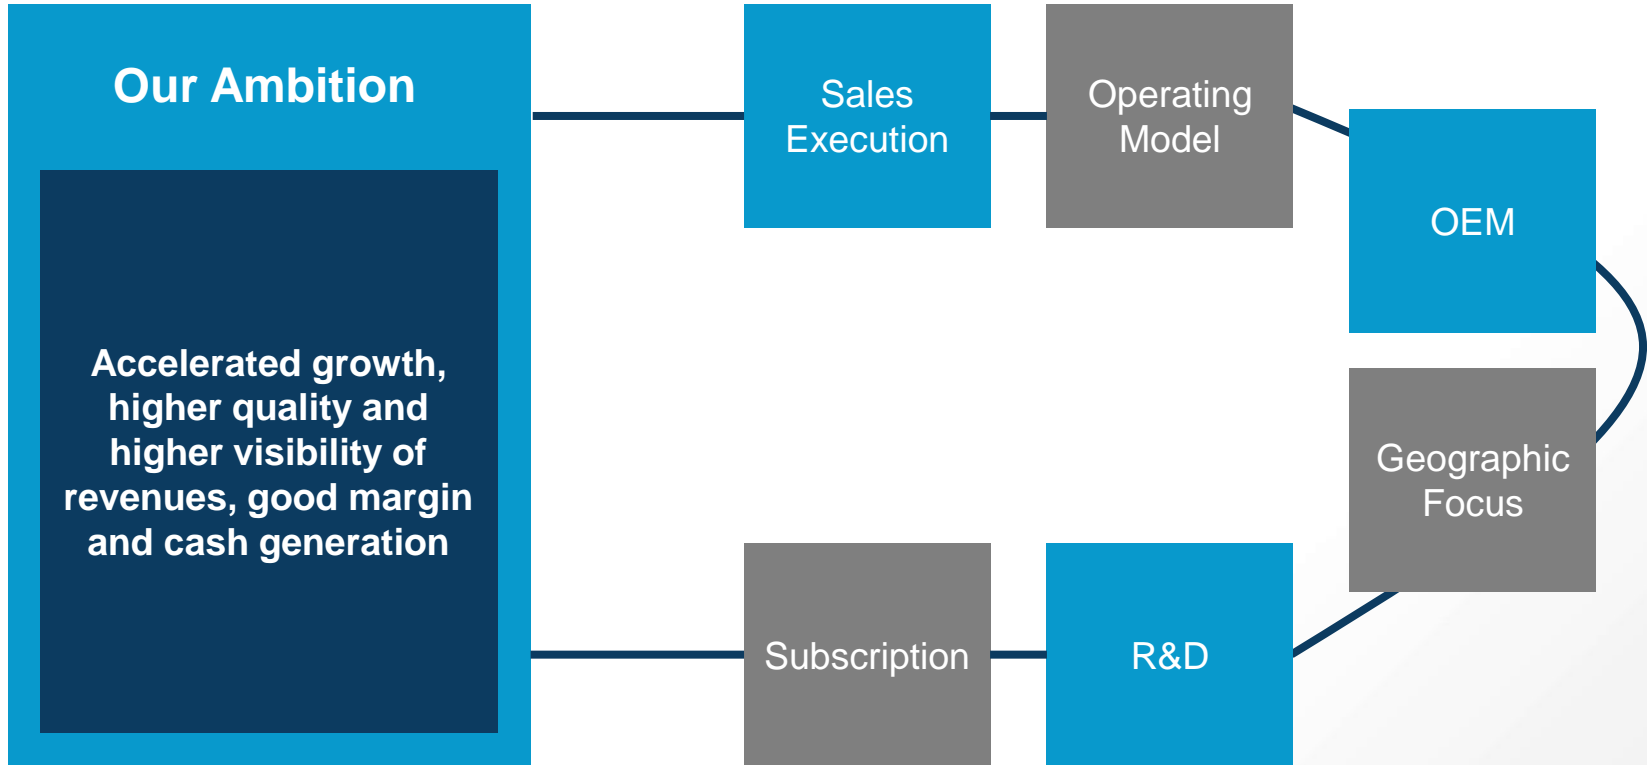 Our Ambition
Accelerated growth,
higher quality and
higher visibility of
revenues, good margin
and cash generation
Sales
Execution
Operating
Model
OEM
Geographic
Focus
R&D
Subscription